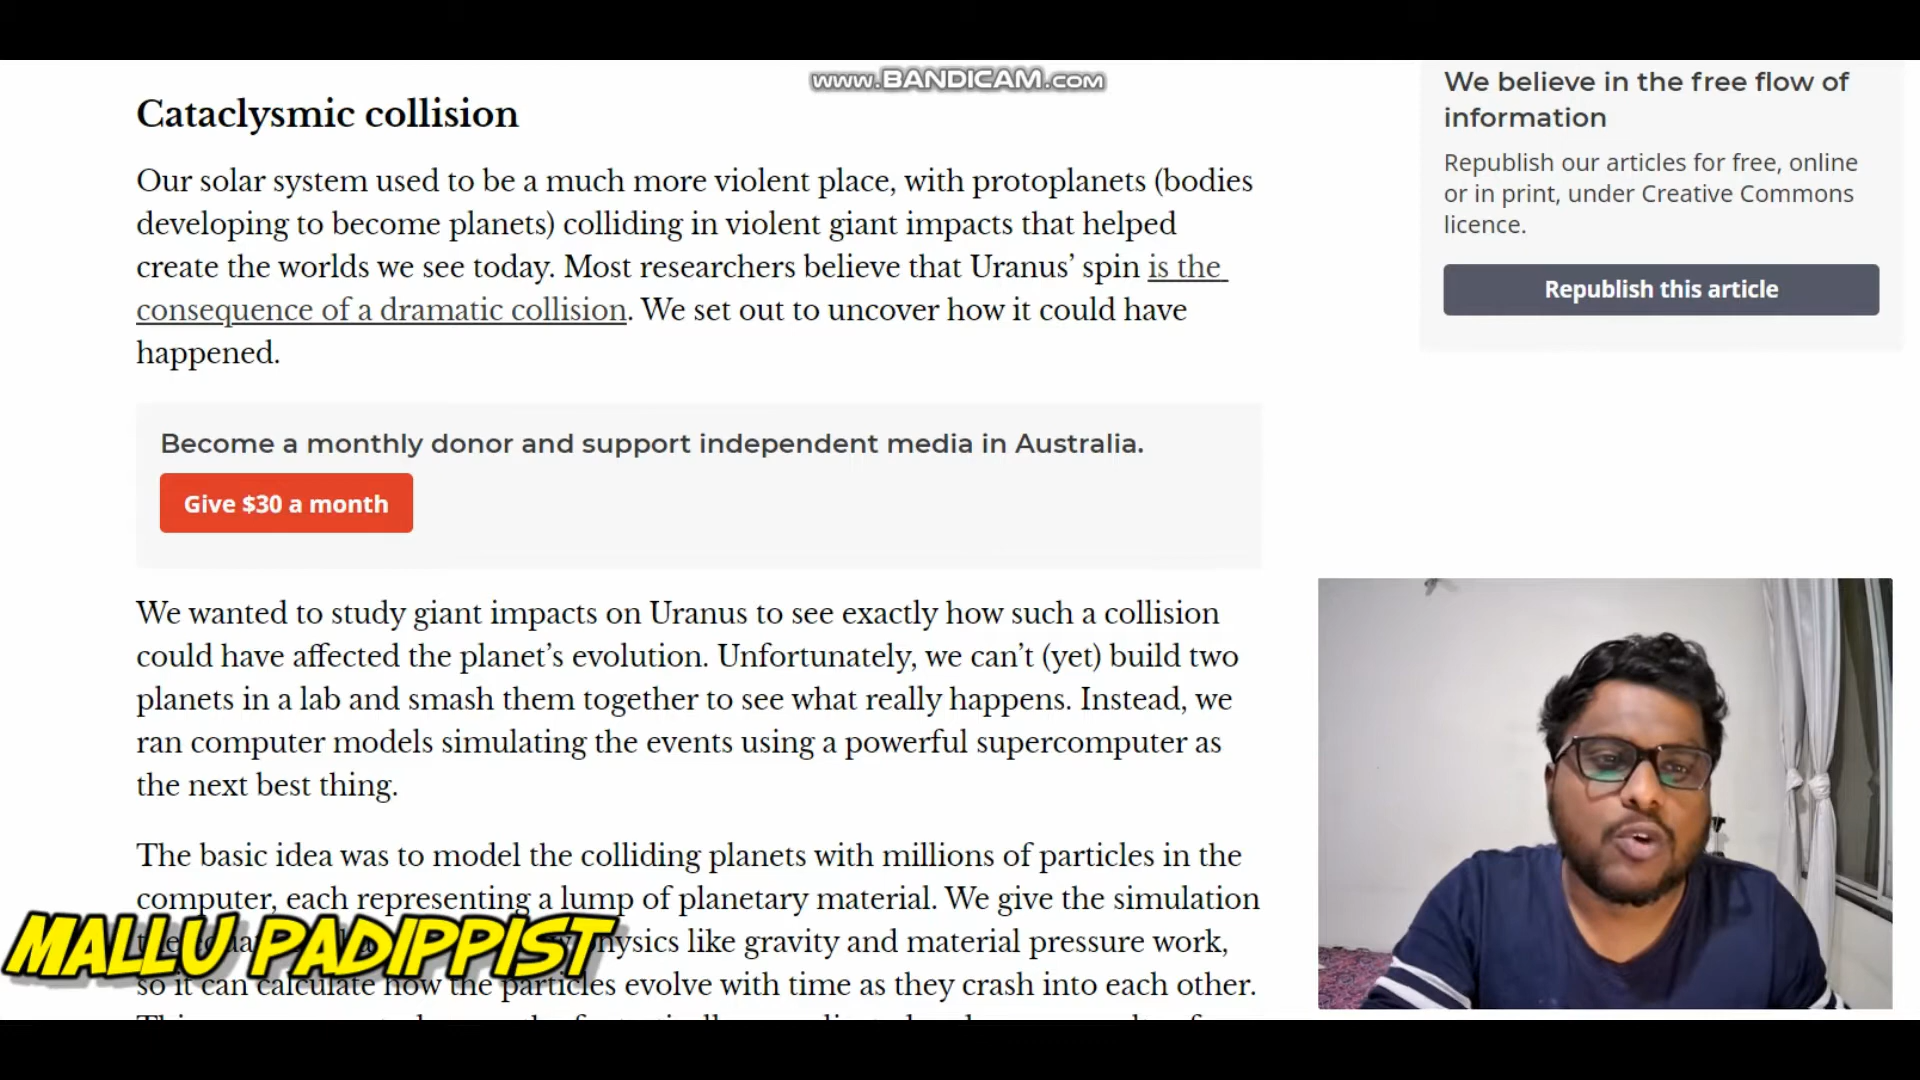 www.BANDICAM.com
Cataclysmic collision
Our solar system used to be a much more violent place, with protoplanets (bodies
developing to become planets) colliding in violent giant impacts that helped
create the worlds we see today. Most researchers believe that Uranus’ spin is the
consequence of a dramatic collision. We set out to uncover how it could have
happened.
Become a monthly donor and support independent media in Australia.
Give $30 a month
We wanted to study giant impacts on Uranus to see exactly how such a collision
could have affected the planet’s evolution. Unfortunately, we can’t (yet) build two
planets in a lab and smash them together to see what really happens. Instead, we
ran computer models simulating the events using a powerful supercomputer as
the next best thing.
The basic idea was to model the colliding planets with millions of particles in the
computer, each representing a lump of planetary material. We give the simulation
physics like gravity and material pressure work,
so it can calculate how the particles evolve with time as they crash into each other.
MALLU PADIPPIST
We believe in the free flow of
information
Republish our articles for free, online
or in print, under Creative Commons
licence.
Republish this article